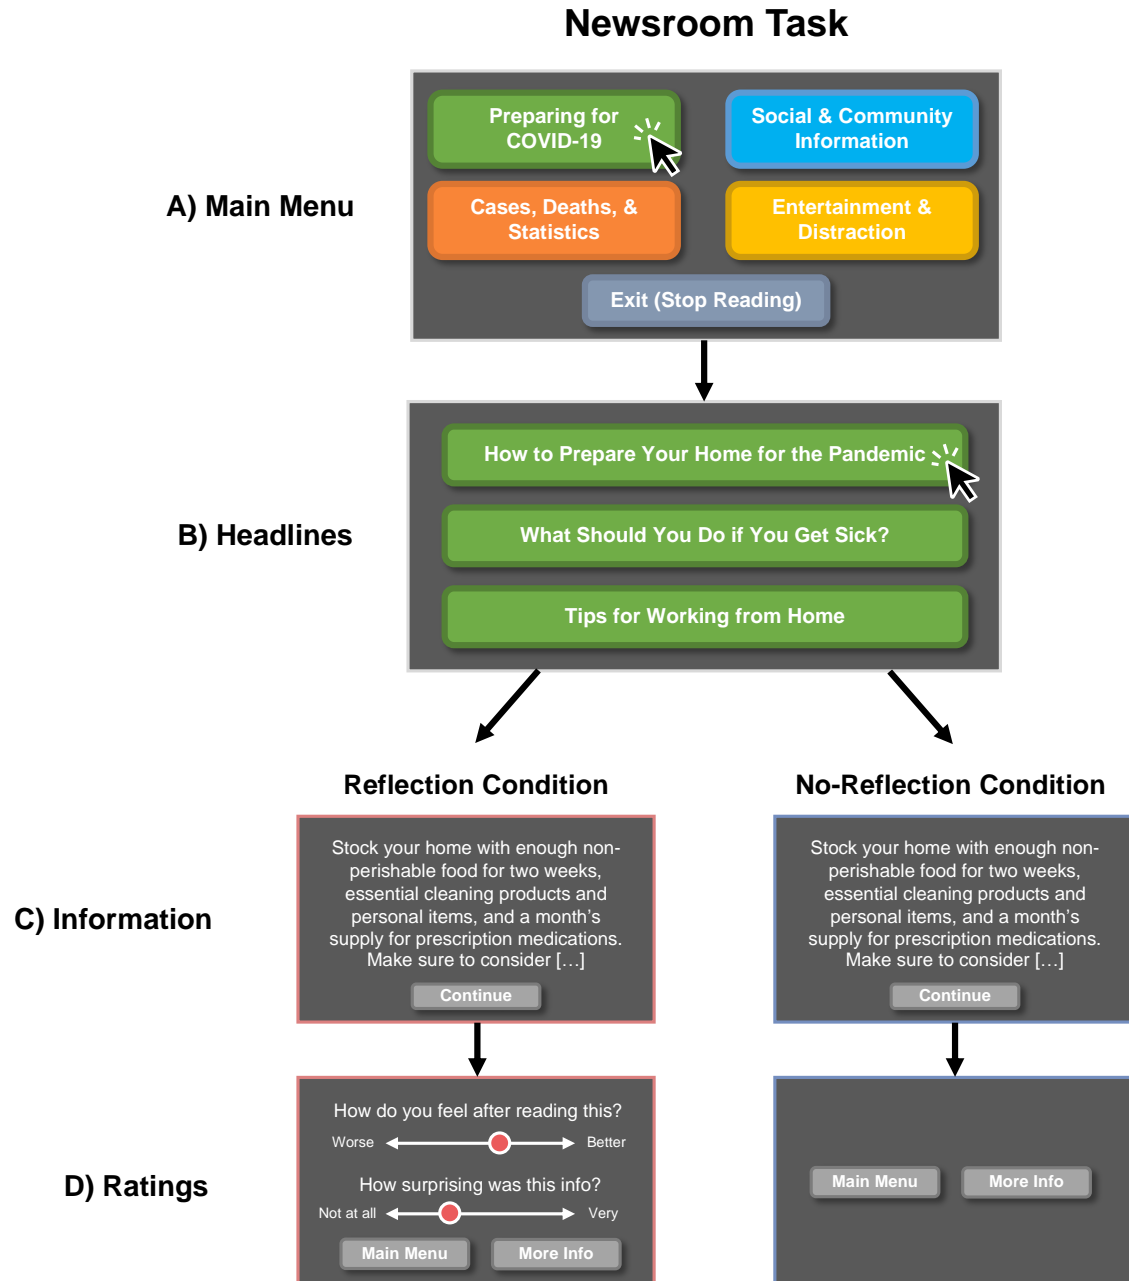 Newsroom Task
A) Main Menu
Preparing for
COVID-19
Social & Community
Information
Cases, Deaths, &
Statistics
Entertainment &
Distraction
Exit (Stop Reading)
B) Headlines
How to Prepare Your Home for the Pandemic
What Should You Do if You Get Sick?
Tips for Working from Home
Reflection Condition
No-Reflection Condition
C) Information
Stock your home with enough non-
perishable food for two weeks,
essential cleaning products and
personal items, and a month's
supply for prescription medications.
Make sure to consider […]
Continue
Stock your home with enough non-
perishable food for two weeks,
essential cleaning products and
personal items, and a month's
supply for prescription medications.
Make sure to consider […]
Continue
D) Ratings
How do you feel after reading this?
Worse
Better
How surprising was this info?
Not at all
Very
Main Menu
More Info
Main Menu
More Info